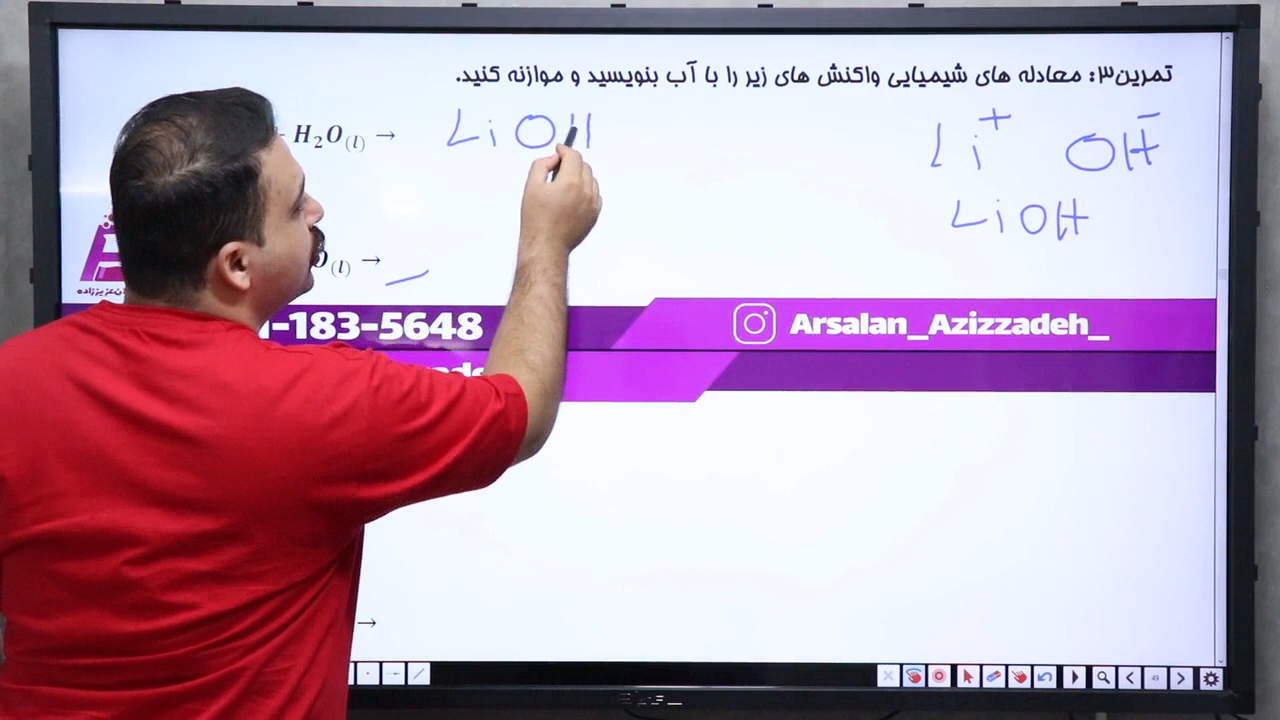 تمرین۳: معادله های شیمیایی واکنش های زیر را با آب بنویسید و موازنه کنید.
H₂O(l) → LiOH
Li⁺ OH⁻
LiOH
O(l) →
-183-5648
Arsalan_Azizzadeh_
→
49